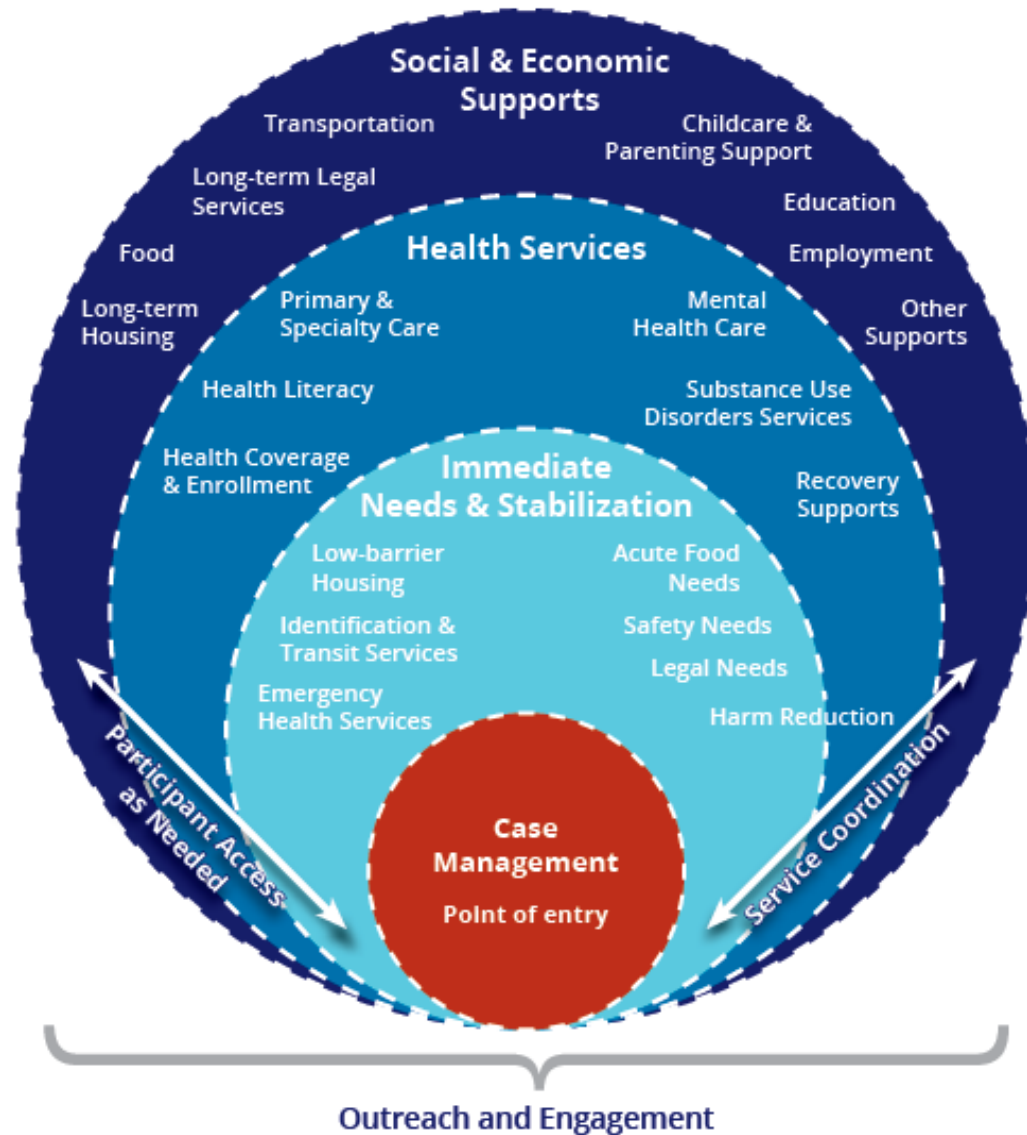 Social & Economic
Supports
Transportation
Childcare &
Parenting Support
Long-term Legal
Services
Education
Food
Employment
Long-term
Housing
Other
Supports
Health Services
Primary &
Specialty Care
Mental
Health Care
Health Literacy
Substance Use
Disorders Services
Health Coverage
& Enrollment
Recovery
Supports
Immediate
Needs & Stabilization
Low-barrier
Housing
Acute Food
Needs
Identification &
Transit Services
Safety Needs
Legal Needs
Emergency
Health Services
Harm Reduction
Case
Management
Point of entry
Participant Access
as Needed
Service Coordination
Outreach and Engagement